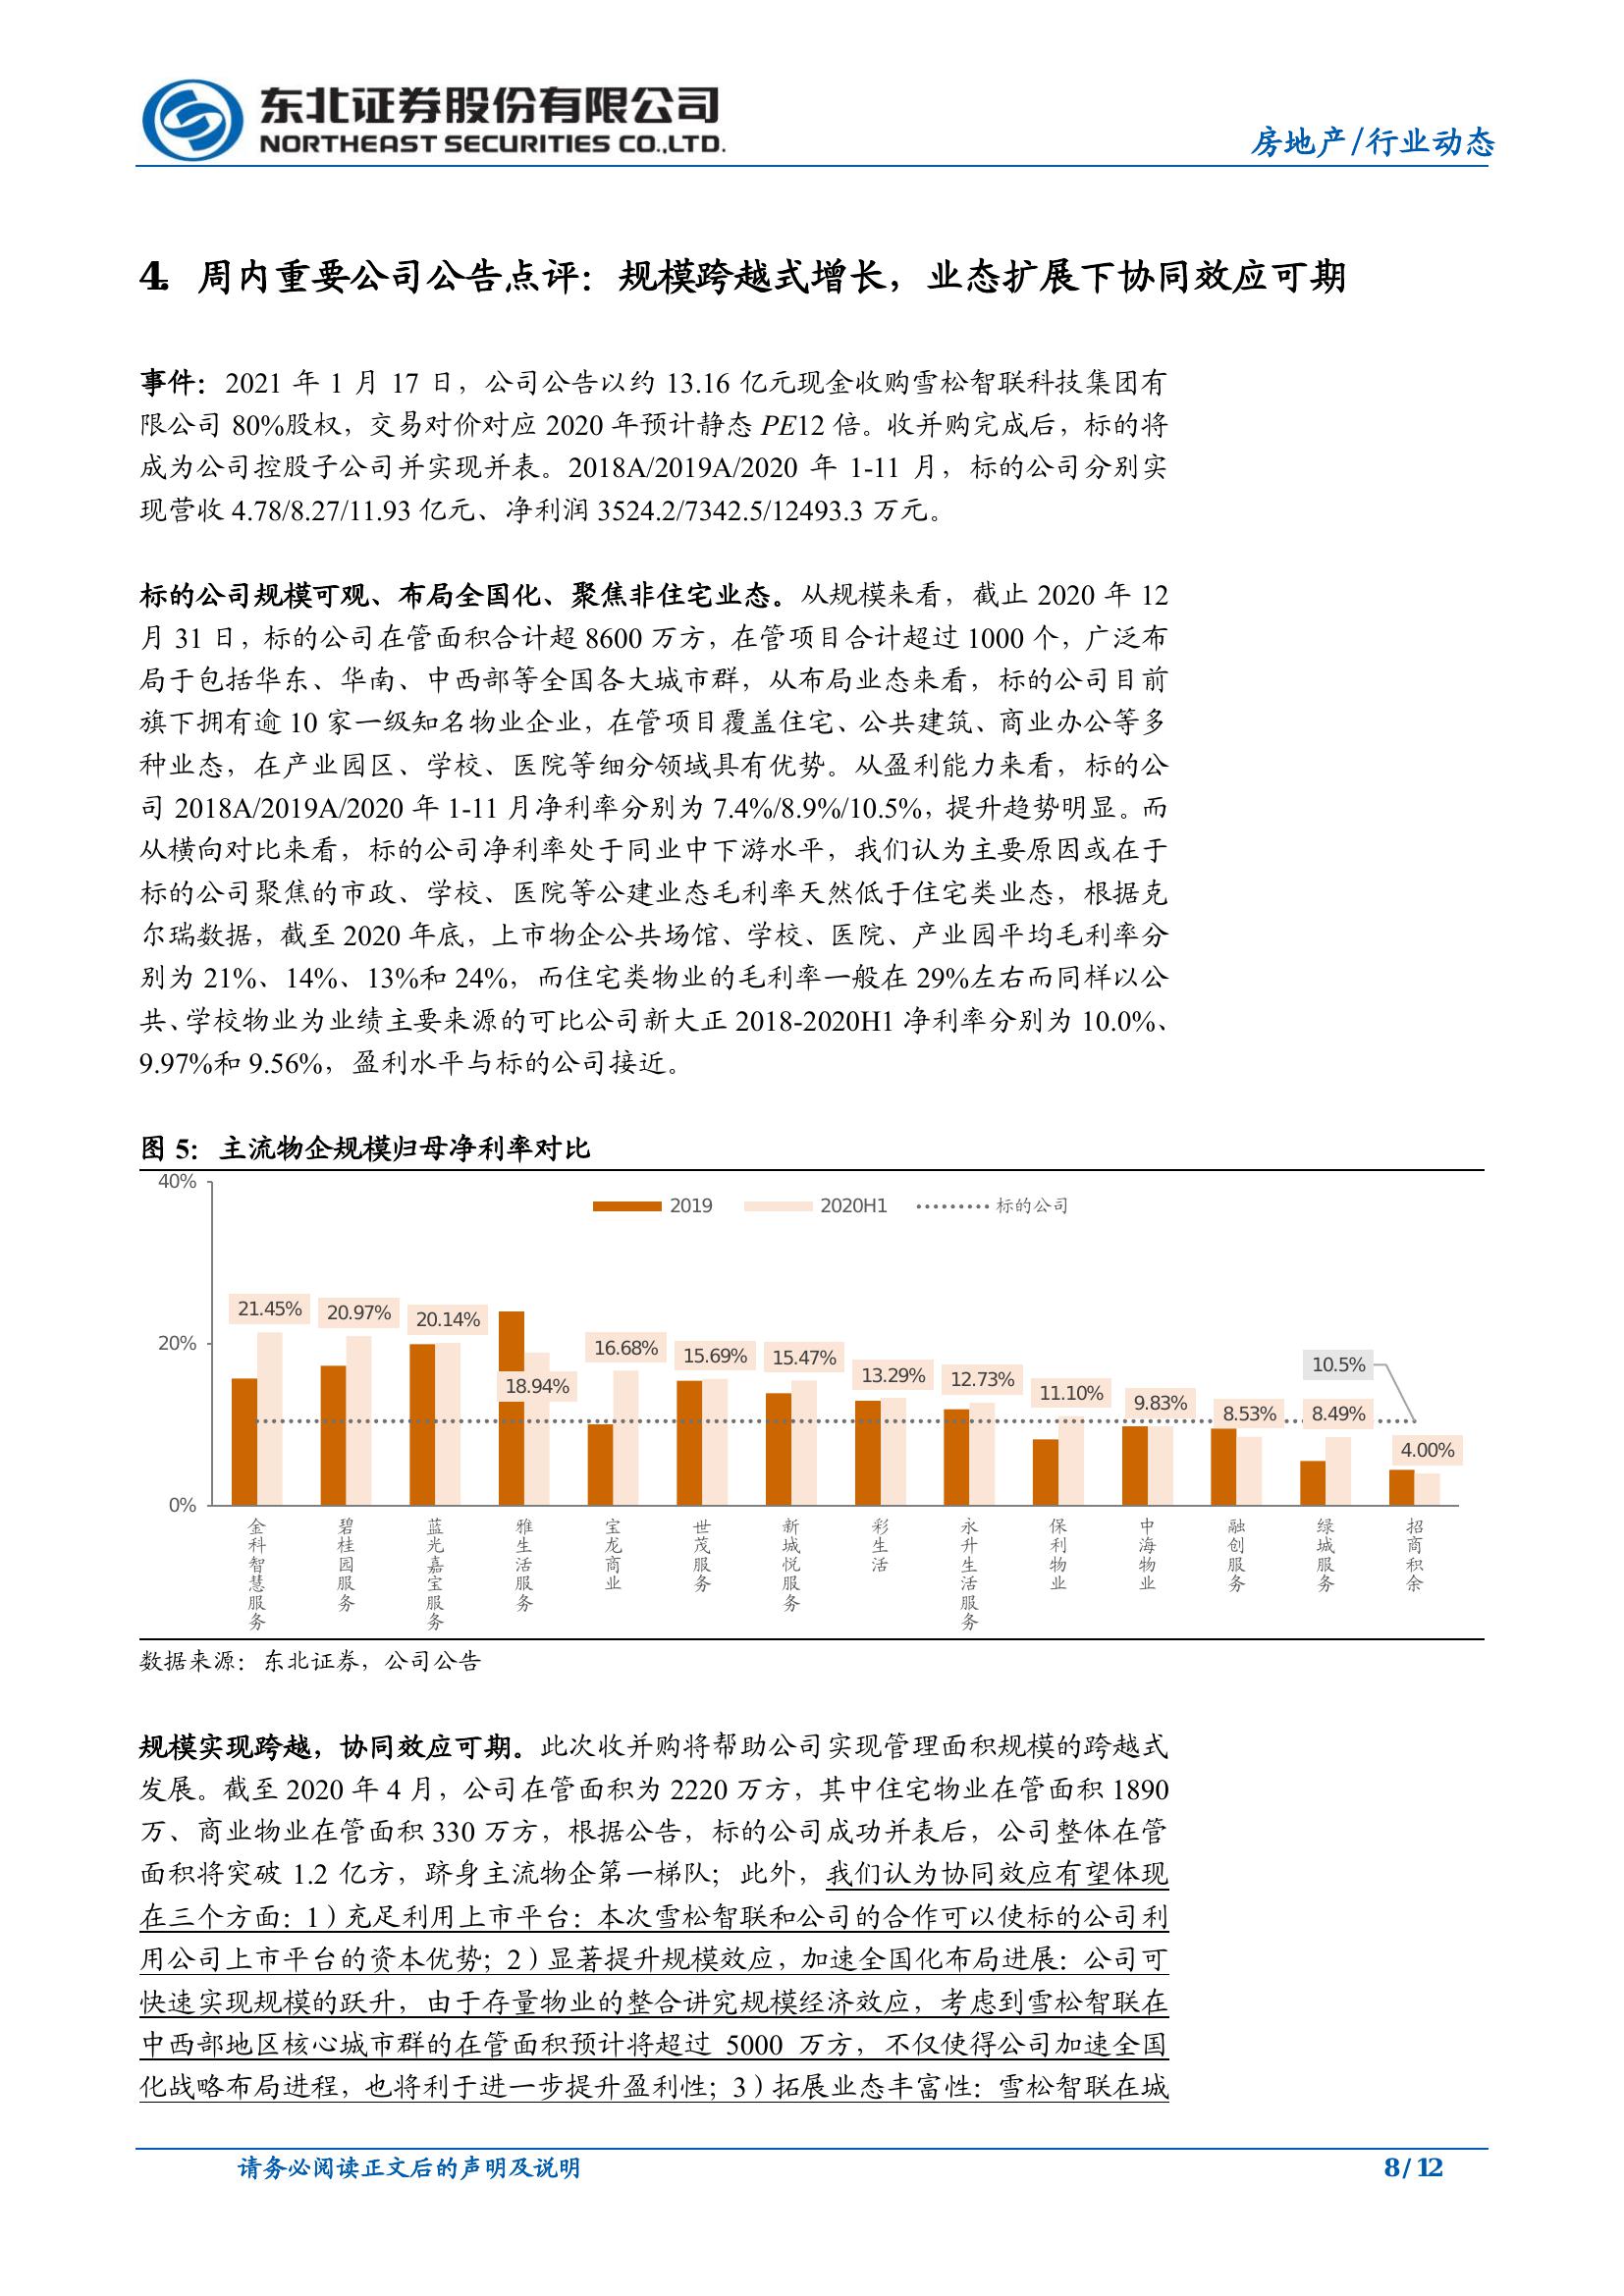 东北证券股份有限公司
NORTHEAST SECURITIES CO.,LTD.
房地产/行业动态
4. 周内重要公司公告点评：规模跨越式增长，业态扩展下协同效应可期
事件：2021 年 1 月 17 日，公司公告以约 13.16 亿元现金收购雪松智联科技集团有
限公司 80%股权，交易对价对应 2020 年预计静态 PE12 倍。收并购完成后，标的将
成为公司控股子公司并实现并表。2018A/2019A/2020 年 1-11 月，标的公司分别实
现营收 4.78/8.27/11.93 亿元、净利润 3524.2/7342.5/12493.3 万元。
标的公司规模可观、布局全国化、聚焦非住宅业态。从规模来看，截止 2020 年 12
月 31 日，标的公司在管面积合计超 8600 万方，在管项目合计超过 1000 个，广泛布
局于包括华东、华南、中西部等全国各大城市群，从布局业态来看，标的公司目前
旗下拥有逾 10 家一级知名物业企业，在管项目覆盖住宅、公共建筑、商业办公等多
种业态，在产业园区、学校、医院等细分领域具有优势。从盈利能力来看，标的公
司 2018A/2019A/2020 年 1-11 月净利率分别为 7.4%/8.9%/10.5%，提升趋势明显。而
从横向对比来看，标的公司净利率处于同业中下游水平，我们认为主要原因或在于
标的公司聚焦的市政、学校、医院等公建业态毛利率天然低于住宅类业态，根据克
尔瑞数据，截至 2020 年底，上市物企公共场馆、学校、医院、产业园平均毛利率分
别为 21%、14%、13%和 24%，而住宅类物业的毛利率一般在 29%左右而同样以公
共、学校物业为业绩主要来源的可比公司新大正 2018-2020H1 净利率分别为 10.0%、
9.97%和 9.56%，盈利水平与标的公司接近。
图 5：主流物企规模归母净利率对比
40%
2019 2020H1 标的公司
21.45% 20.97% 20.14% 18.94% 16.68% 15.69% 15.47% 13.29% 12.73% 11.10% 9.83% 8.53% 8.49% 4.00%
10.5%
20%
0%
金科智慧服务
碧桂园服务
蓝光嘉宝服务
雅生活服务
宝龙商业
世茂服务
新城悦服务
彩生活
永升生活服务
保利物业
中海物业
融创服务
绿城服务
招商积余
数据来源：东北证券，公司公告
规模实现跨越，协同效应可期。此次收并购将帮助公司实现管理面积规模的跨越式
发展。截至 2020 年 4 月，公司在管面积为 2220 万方，其中住宅物业在管面积 1890
万、商业物业在管面积 330 万方，根据公告，标的公司成功并表后，公司整体在管
面积将突破 1.2 亿方，跻身主流物企第一梯队；此外，我们认为协同效应有望体现
在三个方面：1）充足利用上市平台：本次雪松智联和公司的合作可以使标的公司利
用公司上市平台的资本优势；2）显著提升规模效应，加速全国化布局进展：公司可
快速实现规模的跃升，由于存量物业的整合讲究规模经济效应，考虑到雪松智联在
中西部地区核心城市群的在管面积预计将超过 5000 万方，不仅使得公司加速全国
化战略布局进程，也将利于进一步提升盈利性；3）拓展业态丰富性：雪松智联在城
请务必阅读正文后的声明及说明
8 / 12